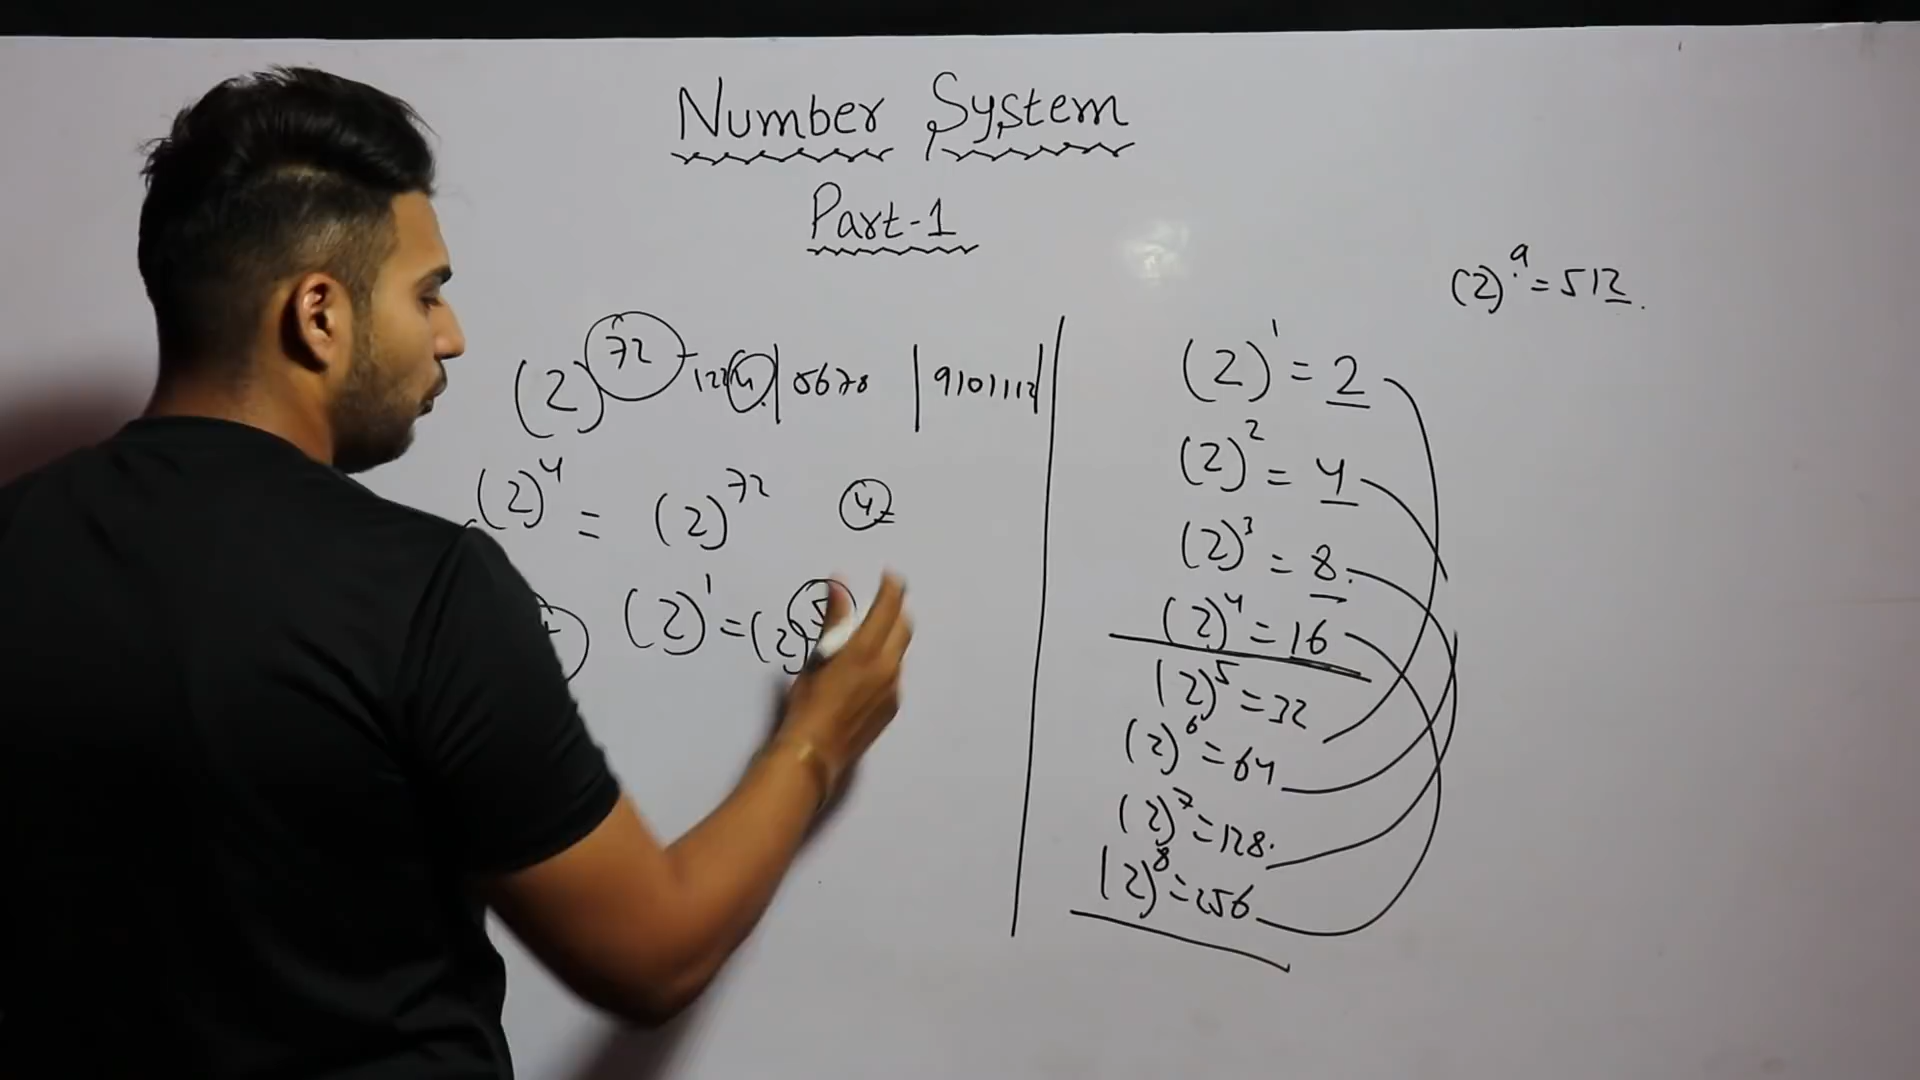 Number System
Part-1
(2)^9 = 512.
(2)^72 - 1234 | 5678 | 9101112 |
(2)^4 = (2)^72 4
(2)^1 = (2)^5
(2)^1 = 2
(2)^2 = 4
(2)^3 = 8.
(2)^4 = 16
(2)^5 = 32
(2)^6 = 64
(2)^7 = 128.
(2)^8 = 256